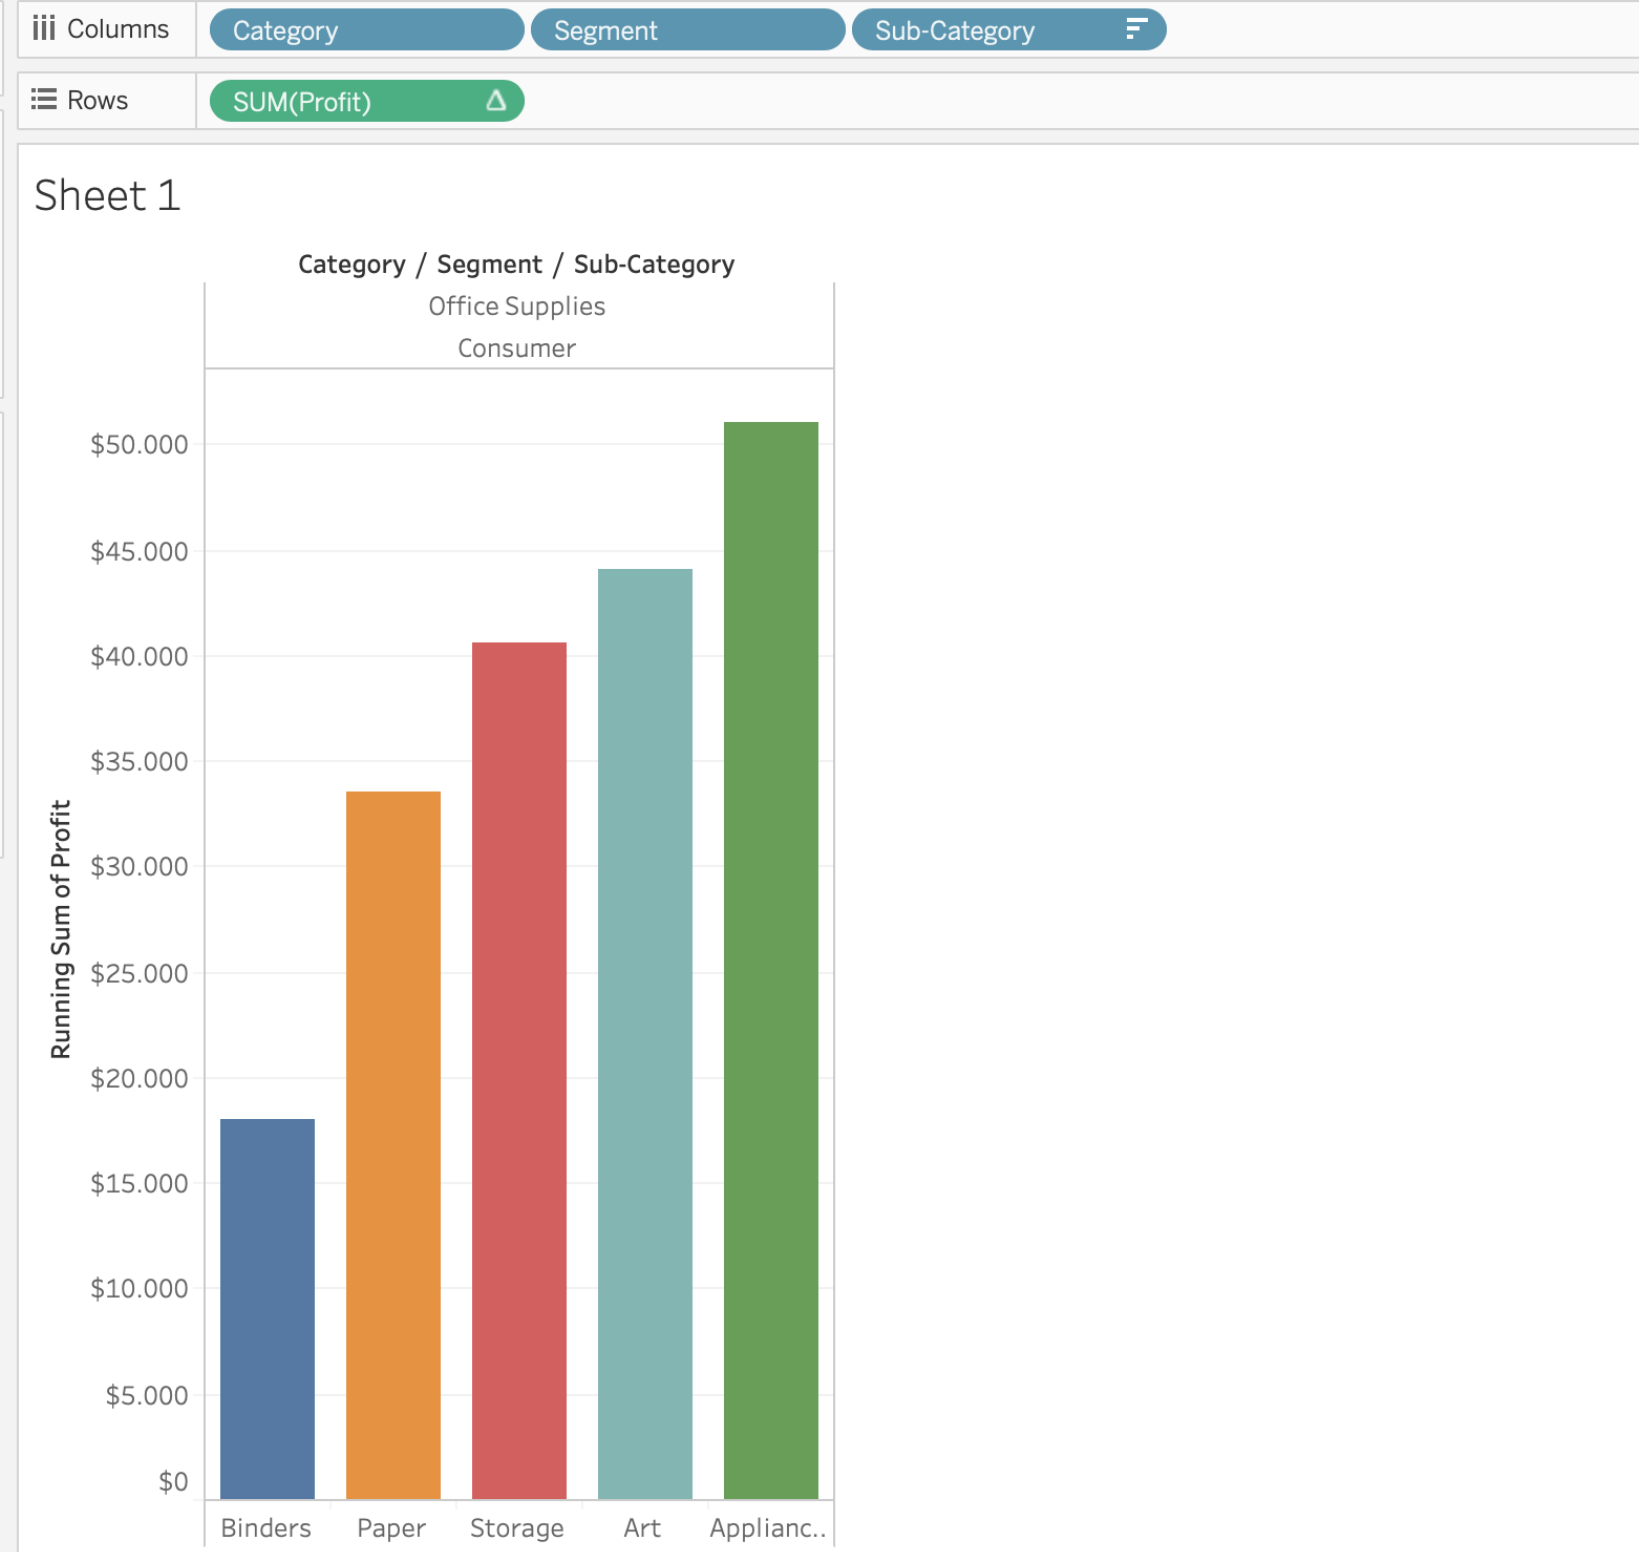 Columns Category Segment Sub-Category
Rows SUM(Profit)
Sheet 1
Category / Segment / Sub-Category
Office Supplies
Consumer
Running Sum of Profit
$50.000
$45.000
$40.000
$35.000
$30.000
$25.000
$20.000
$15.000
$10.000
$5.000
$0
Binders Paper Storage Art Applianc..